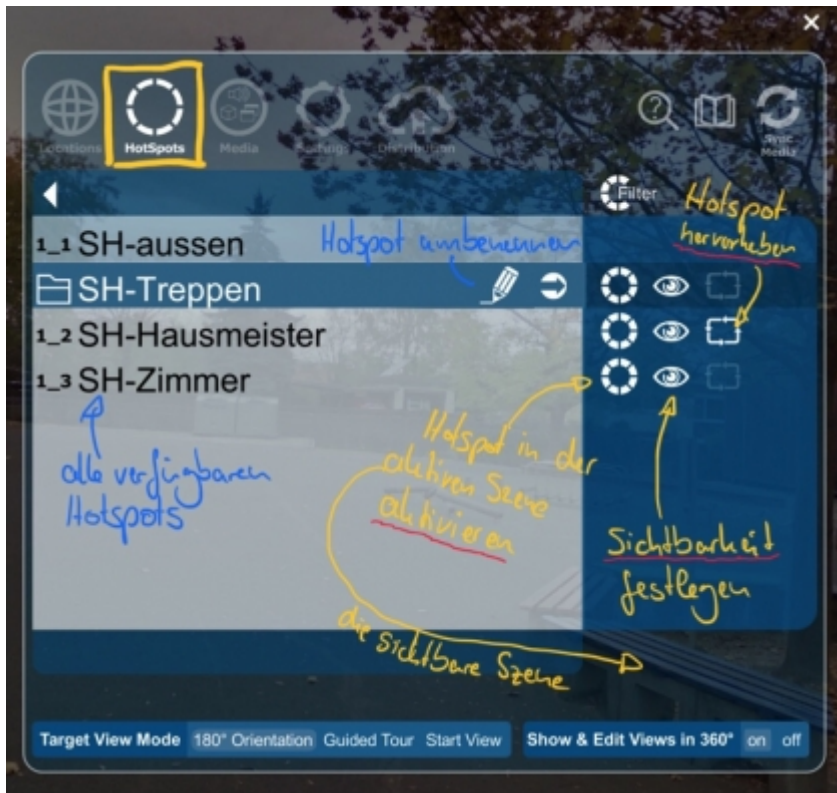 ×
Locations HotSpots Media Settings Distribution Sync Media
Filter
Hotspot
hervorheben
1_1 SH-aussen
Hotspot umbenennen
SH-Treppen
1_2 SH-Hausmeister
1_3 SH-Zimmer
alle verfügbaren
Hotspots
Hotspot in der
aktiven Szene
aktivieren
Sichtbarkeit
festlegen
die sichtbare Szene
Target View Mode 180° Orientation Guided Tour Start View
Show & Edit Views in 360° on off